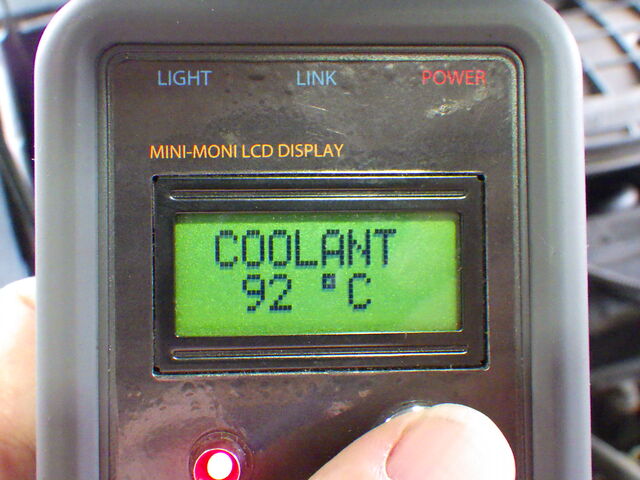 LIGHT LINK POWER
MINI-MONI LCD DISPLAY
COOLANT
92 °C